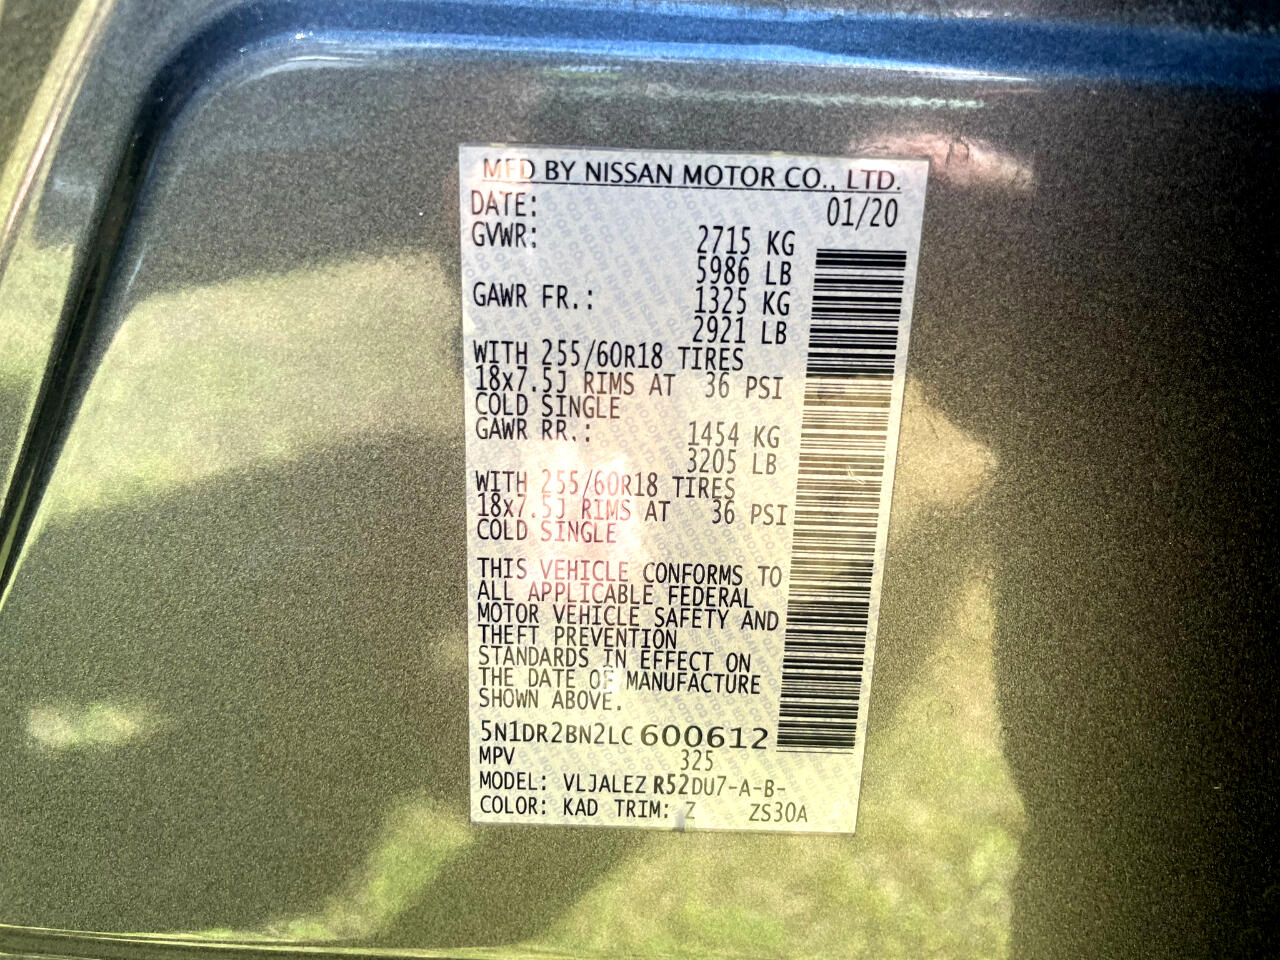 MFD BY NISSAN MOTOR CO., LTD.
DATE: 01/20
GVWR: 2715 KG
5986 LB
GAWR FR.: 1325 KG
2921 LB
WITH 255/60R18 TIRES
18x7.5J RIMS AT 36 PSI
COLD SINGLE
GAWR RR.: 1454 KG
3205 LB
WITH 255/60R18 TIRES
18x7.5J RIMS AT 36 PSI
COLD SINGLE
THIS VEHICLE CONFORMS TO
ALL APPLICABLE FEDERAL
MOTOR VEHICLE SAFETY AND
THEFT PREVENTION
STANDARDS IN EFFECT ON
THE DATE OF MANUFACTURE
SHOWN ABOVE.
5N1DR2BN2LC600612
MPV 325
MODEL: VLJALEZ R52DU7-A-B-
COLOR: KAD TRIM: Z ZS30A